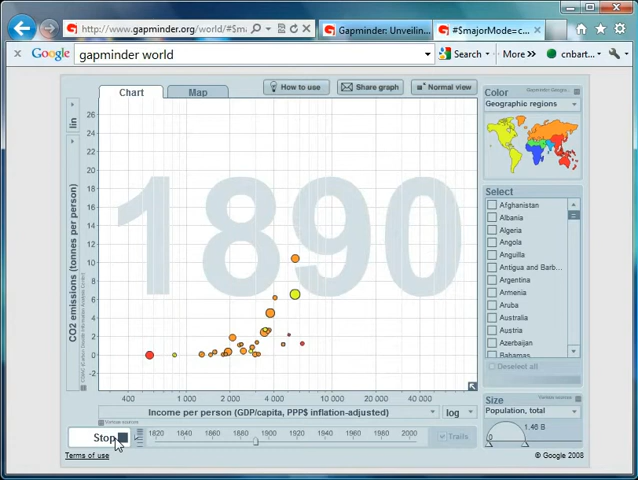 http://www.gapminder.org/world/#$ma
Gapminder: Unveilin...
#$majorMode=c...
Google
gapminder world
Search
More »
cnbart...
Chart
Map
How to use
Share graph
Normal view
Color
Geographic regions
lin
CO2 emissions (tonnes per person)
26
24
22
20
18
16
14
12
10
8
6
4
2
0
-2
1890
400
1 000
2 000
4 000
10 000
20 000
40 000
Income per person (GDP/capita, PPP$ inflation-adjusted)
log
Select
Afghanistan
Albania
Algeria
Angola
Anguilla
Antigua and Barb...
Argentina
Armenia
Aruba
Australia
Austria
Azerbaijan
Bahamas
Deselect all
Size
Population, total
1.46 B
0
Stop
1820 1840 1860 1880 1900 1920 1940 1960 1980 2000
Trails
Terms of use
© Google 2008